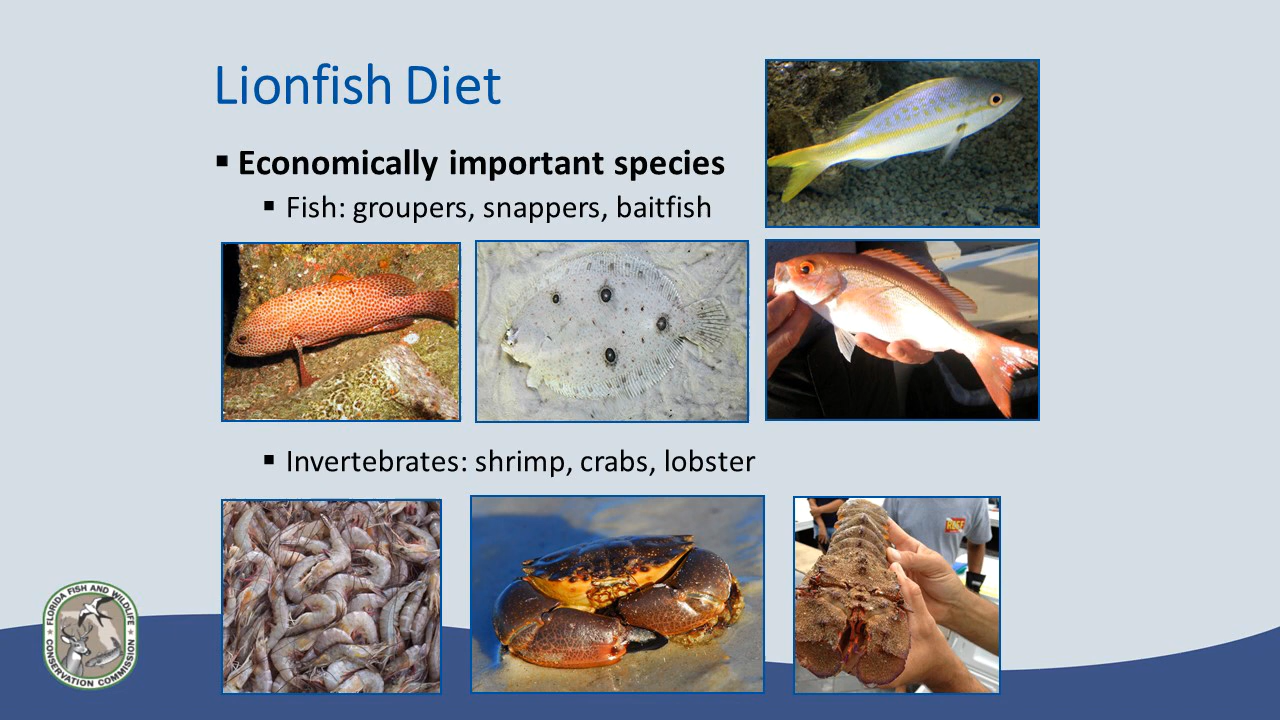 Lionfish Diet
▪ Economically important species
▪ Fish: groupers, snappers, baitfish
▪ Invertebrates: shrimp, crabs, lobster
REEF
FLORIDA FISH AND WILDLIFE
CONSERVATION COMMISSION